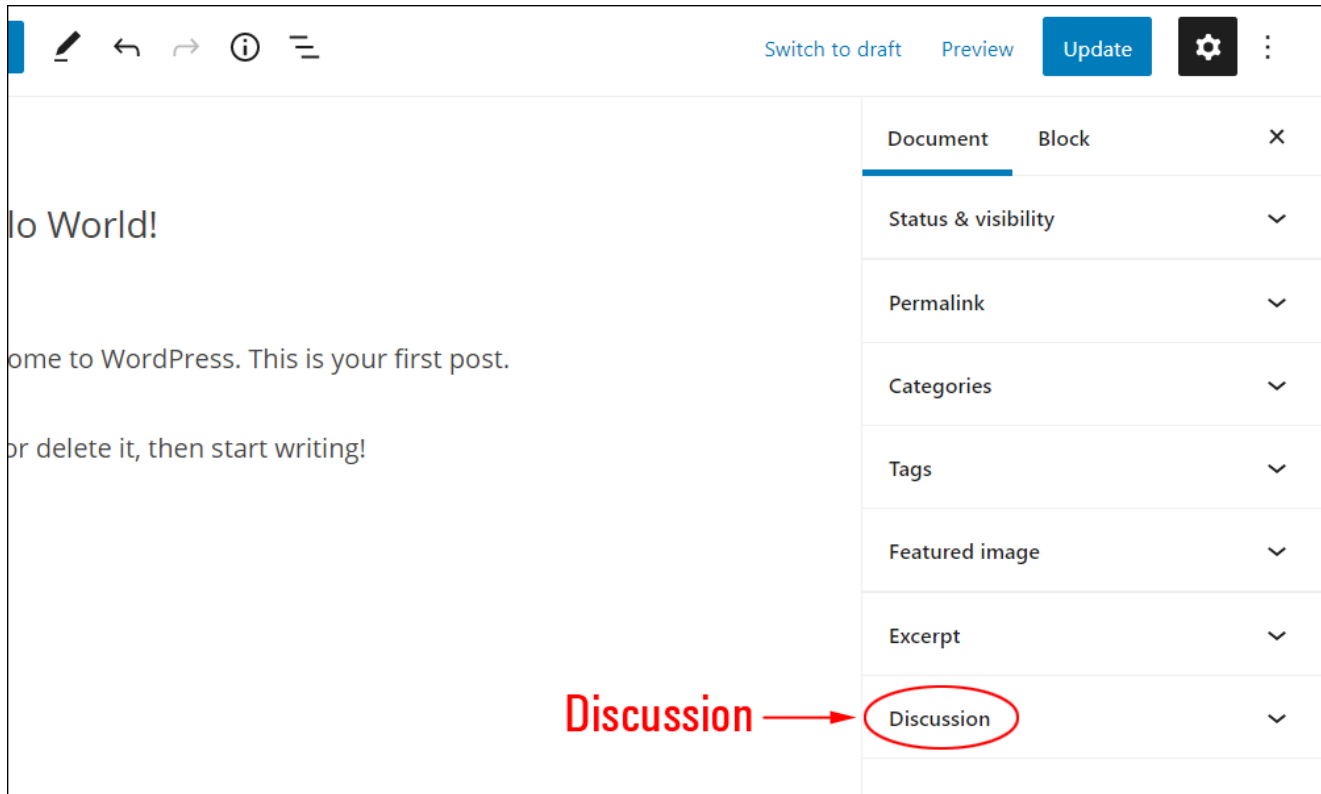 Switch to draft Preview Update
Document Block
lo World!
ome to WordPress. This is your first post.
or delete it, then start writing!
Status & visibility
Permalink
Categories
Tags
Featured image
Excerpt
Discussion
Discussion